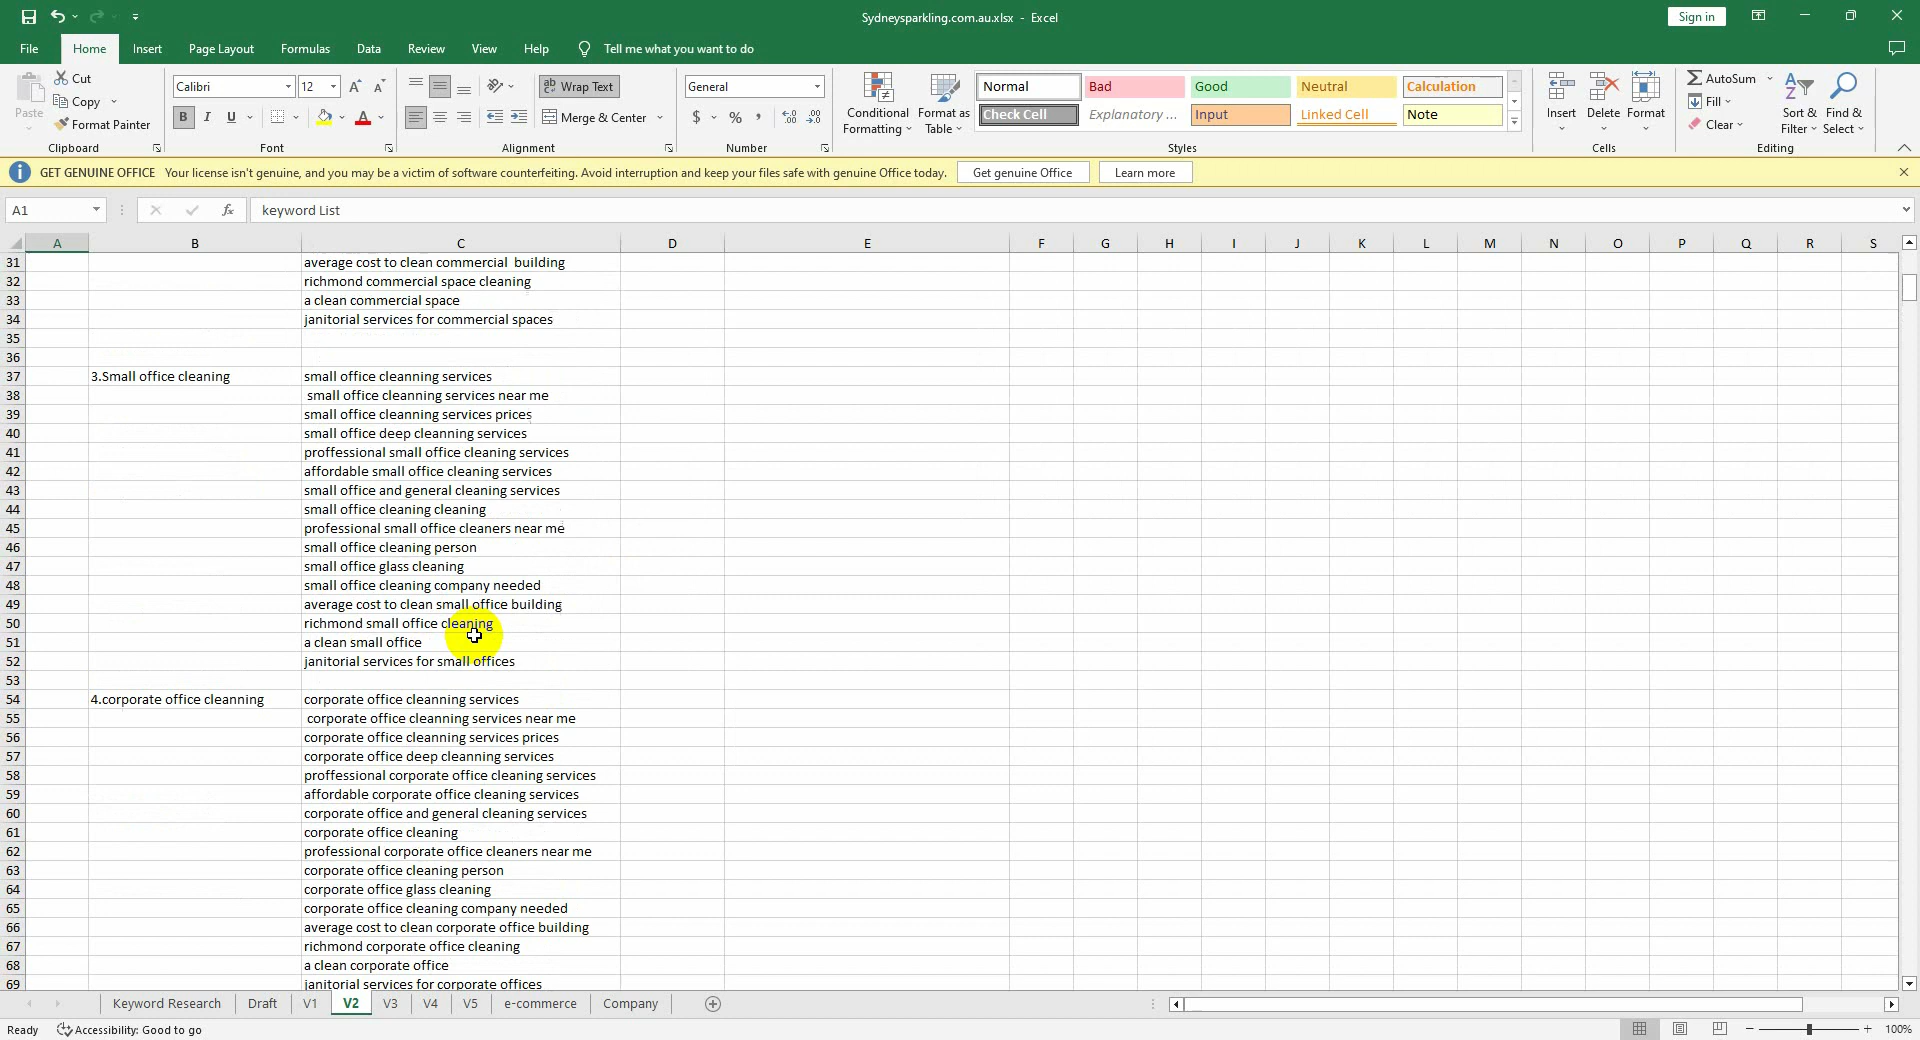 Sydneysparkling.com.au.xlsx - Excel
Sign in
File Home Insert Page Layout Formulas Data Review View Help Tell me what you want to do
Paste
Cut
Copy
Format Painter
Clipboard
Calibri 12
B I U
Font
Wrap Text
Merge & Center
Alignment
General
$ % ,
Number
Conditional Formatting
Format as Table
Normal Bad Good Neutral Calculation
Check Cell Explanatory ... Input Linked Cell Note
Styles
Insert Delete Format
Cells
AutoSum
Fill
Clear
Sort & Filter
Find & Select
Editing
GET GENUINE OFFICE Your license isn't genuine, and you may be a victim of software counterfeiting. Avoid interruption and keep your files safe with genuine Office today. Get genuine Office Learn more
A1 fx keyword List
A B C D E F G H I J K L M N O P Q R S
31 average cost to clean commercial  building
32 richmond commercial space cleaning
33 a clean commercial space
34 janitorial services for commercial spaces
35
36
37 3.Small office cleaning small office cleanning services
38 small office cleanning services near me
39 small office cleanning services prices
40 small office deep cleanning services
41 proffessional small office cleaning services
42 affordable small office cleaning services
43 small office and general cleaning services
44 small office cleaning cleaning
45 professional small office cleaners near me
46 small office cleaning person
47 small office glass cleaning
48 small office cleaning company needed
49 average cost to clean small office building
50 richmond small office cleaning
51 a clean small office
52 janitorial services for small offices
53
54 4.corporate office cleanning corporate office cleanning services
55 corporate office cleanning services near me
56 corporate office cleanning services prices
57 corporate office deep cleanning services
58 proffessional corporate office cleaning services
59 affordable corporate office cleaning services
60 corporate office and general cleaning services
61 corporate office cleaning
62 professional corporate office cleaners near me
63 corporate office cleaning person
64 corporate office glass cleaning
65 corporate office cleaning company needed
66 average cost to clean corporate office building
67 richmond corporate office cleaning
68 a clean corporate office
69 janitorial services for corporate offices
Keyword Research Draft V1 V2 V3 V4 V5 e-commerce Company
Ready Accessibility: Good to go 100%